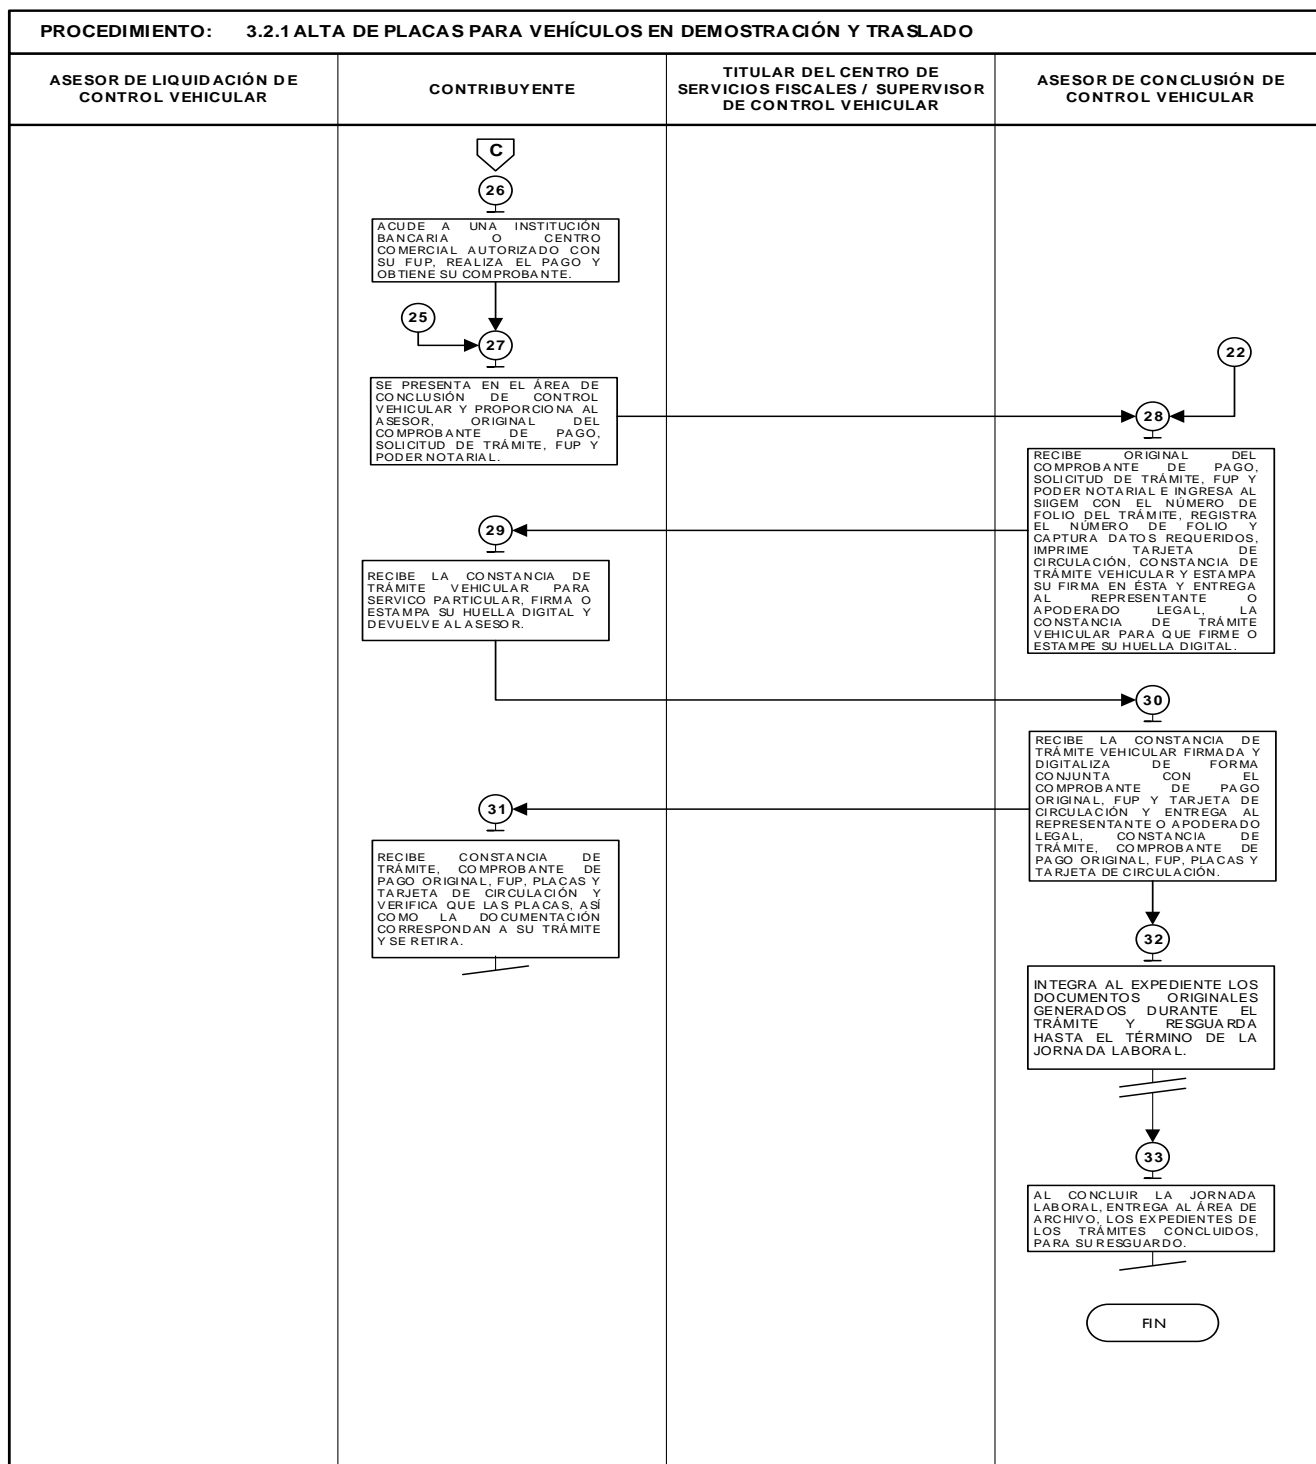 PROCEDIMIENTO: 3.2.1 ALTA DE PLACAS PARA VEHÍCULOS EN DEMOSTRACIÓN Y TRASLADO
ASESOR DE LIQUIDACIÓN DE
CONTROL VEHICULAR
CONTRIBUYENTE
TITULAR DEL CENTRO DE
SERVICIOS FISCALES / SUPERVISOR
DE CONTROL VEHICULAR
ASESOR DE CONCLUSIÓN DE
CONTROL VEHICULAR
C
26
ACUDE A UNA INSTITUCIÓN
BANCARIA O CENTRO
COMERCIAL AUTORIZADO CON
SU FUP, REALIZA EL PAGO Y
OBTIENE SU COMPROBANTE.
25
27
SE PRESENTA EN EL ÁREA DE
CONCLUSIÓN DE CONTROL
VEHICULAR Y PROPORCIONA AL
ASESOR, ORIGINAL DEL
COMPROBANTE DE PAGO,
SOLICITUD DE TRÁMITE, FUP Y
PODER NOTARIAL.
22
28
RECIBE ORIGINAL DEL
COMPROBANTE DE PAGO,
SOLICITUD DE TRÁMITE, FUP Y
PODER NOTARIAL E INGRESA AL
SIIGEM CON EL NÚMERO DE
FOLIO DEL TRÁMITE, REGISTRA
EL NÚMERO DE FOLIO Y
CAPTURA DATOS REQUERIDOS,
IMPRIME TARJETA DE
CIRCULACIÓN, CONSTANCIA DE
TRÁMITE VEHICULAR Y ESTAMPA
SU FIRMA EN ÉSTA Y ENTREGA
AL REPRESENTANTE O
APODERADO LEGAL, LA
CONSTANCIA DE TRÁMITE
VEHICULAR PARA QUE FIRME O
ESTAMPE SU HUELLA DIGITAL.
29
RECIBE LA CONSTANCIA DE
TRÁMITE VEHICULAR PARA
SERVICO PARTICULAR, FIRMA O
ESTAMPA SU HUELLA DIGITAL Y
DEVUELVE AL ASESOR.
30
RECIBE LA CONSTANCIA DE
TRÁMITE VEHICULAR FIRMADA Y
DIGITALIZA DE FORMA
CONJUNTA CON EL
COMPROBANTE DE PAGO
ORIGINAL, FUP Y TARJETA DE
CIRCULACIÓN Y ENTREGA AL
REPRESENTANTE O APODERADO
LEGAL, CONSTANCIA DE
TRÁMITE, COMPROBANTE DE
PAGO ORIGINAL, FUP, PLACAS Y
TARJETA DE CIRCULACIÓN.
31
RECIBE CONSTANCIA DE
TRÁMITE, COMPROBANTE DE
PAGO ORIGINAL, FUP, PLACAS Y
TARJETA DE CIRCULACIÓN Y
VERIFICA QUE LAS PLACAS, ASÍ
COMO LA DOCUMENTACIÓN
CORRESPONDAN A SU TRÁMITE
Y SE RETIRA.
32
INTEGRA AL EXPEDIENTE LOS
DOCUMENTOS ORIGINALES
GENERADOS DURANTE EL
TRÁMITE Y RESGUARDA
HASTA EL TÉRMINO DE LA
JORNADA LABORAL.
33
AL CONCLUIR LA JORNADA
LABORAL, ENTREGA AL ÁREA DE
ARCHIVO, LOS EXPEDIENTES DE
LOS TRÁMITES CONCLUIDOS,
PARA SU RESGUARDO.
FIN